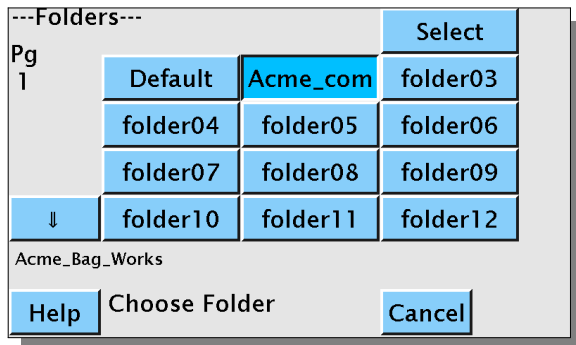 ---Folders---
Select
Pg
1
Default Acme_com folder03
folder04 folder05 folder06
folder07 folder08 folder09
⇓ folder10 folder11 folder12
Acme_Bag_Works
Help Choose Folder Cancel